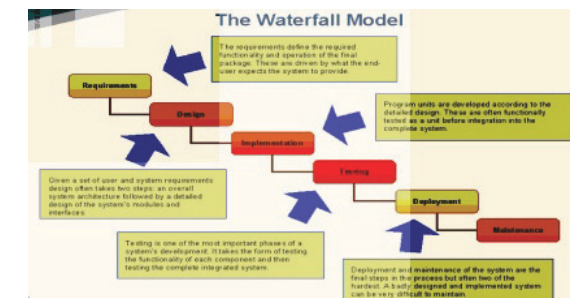 The Waterfall Model
The requirements define the required
functionality and operation of the final
package. These are driven by what the end-
user expects the system to provide.
Requirements
Design
Program units are developed according to the
detailed design. These are often functionally
tested as a unit before integration into the
complete system.
Implementation
Testing
Given a set of user and system requirements
design often takes two steps: an overall
system architecture followed by a detailed
design of the system's modules and
interfaces
Deployment
Maintenance
Testing is one of the most important phases of a
system's development. It takes the form of testing
the functionality of each component and then
testing the complete integrated system.
Deployment and maintenance of the system are the
final steps in the process but often two of the
hardest. A badly designed and implemented system
can be very difficult to maintain.